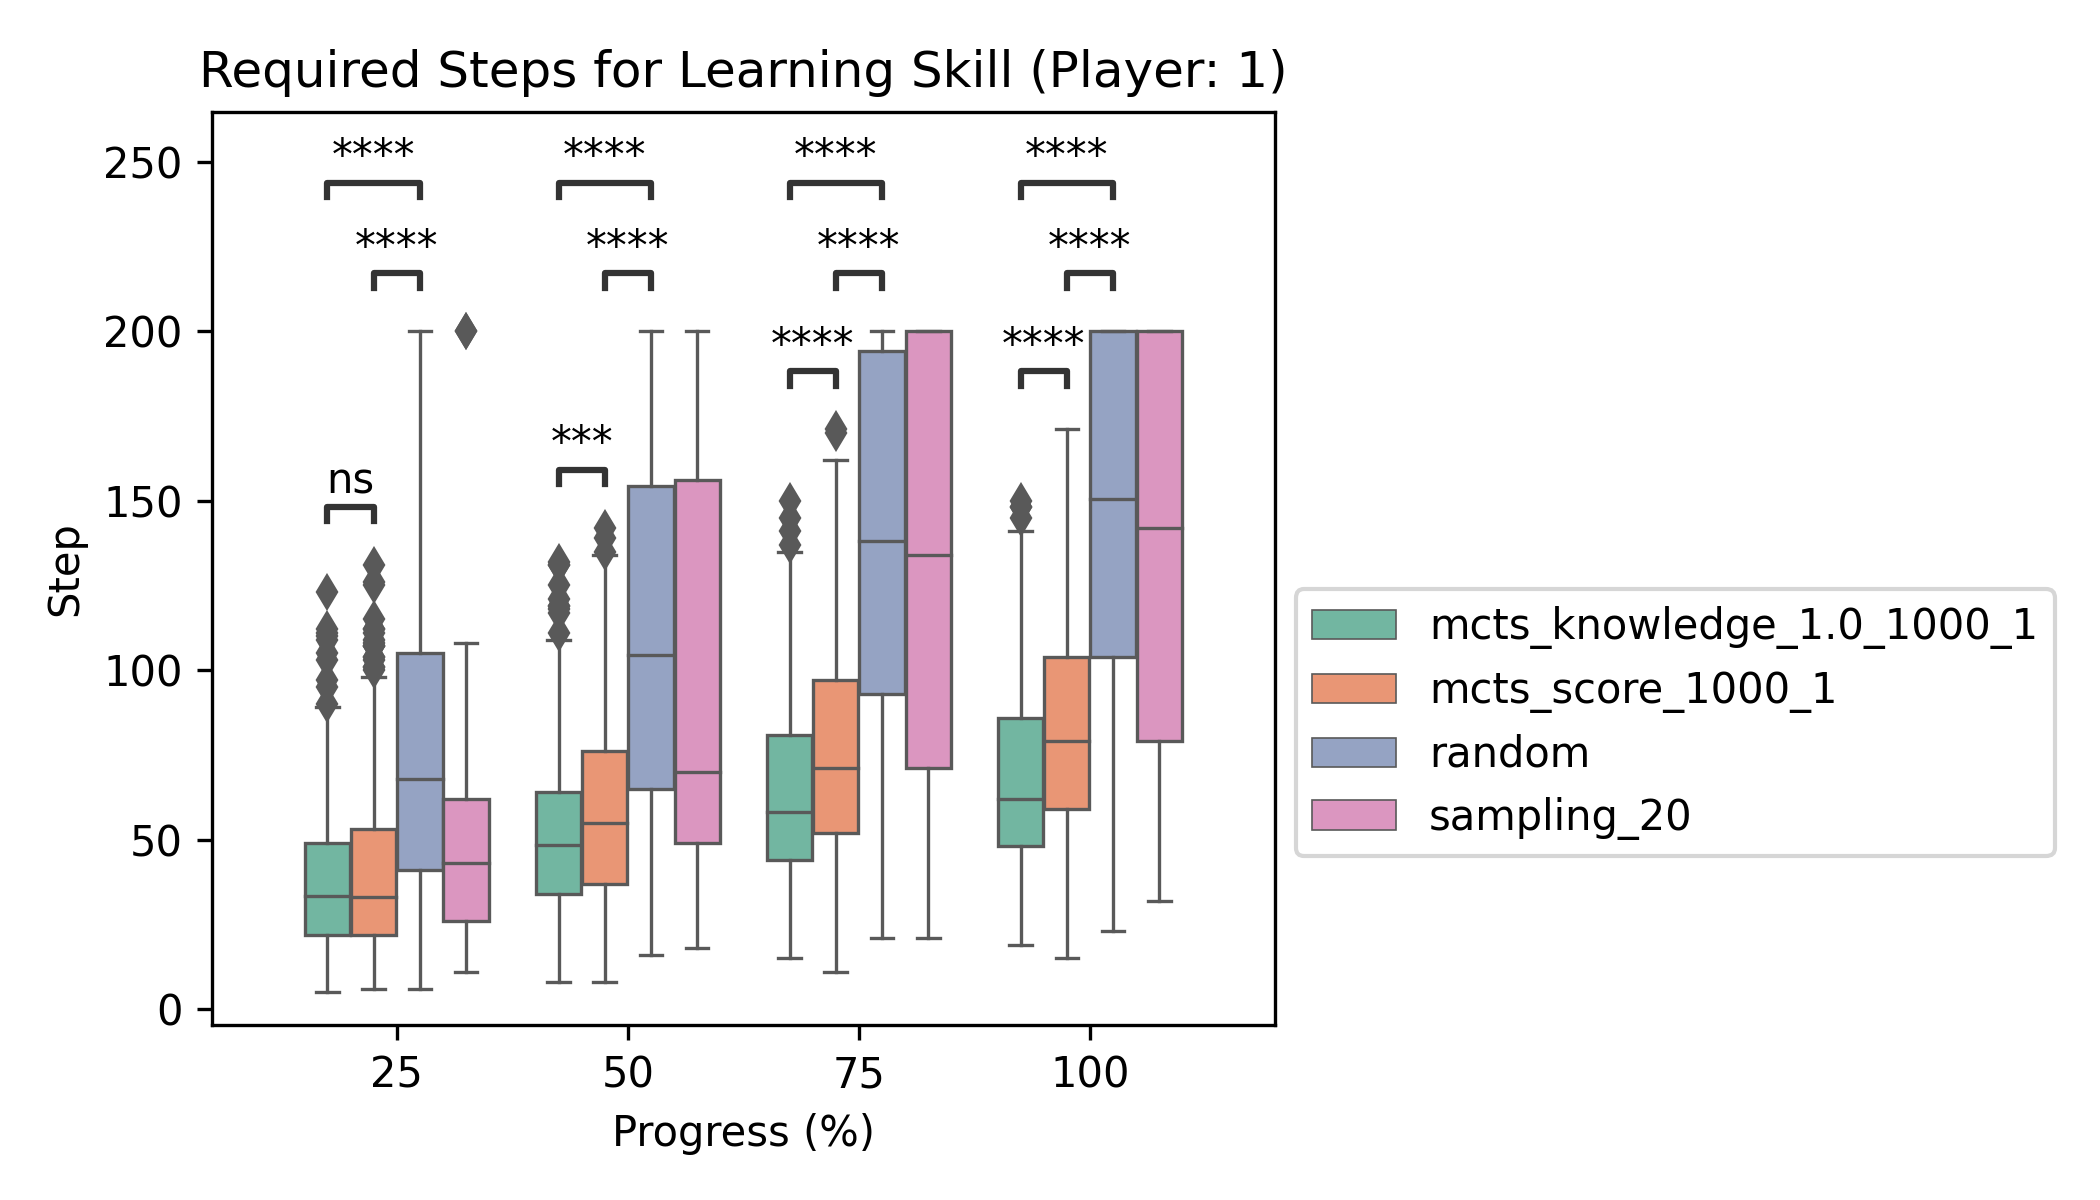 Required Steps for Learning Skill (Player: 1)
250
200
150
100
50
0
Step
**** **** **** ****
**** **** **** ****
**** ****
***
ns
25 50 75 100
Progress (%)
mcts_knowledge_1.0_1000_1
mcts_score_1000_1
random
sampling_20